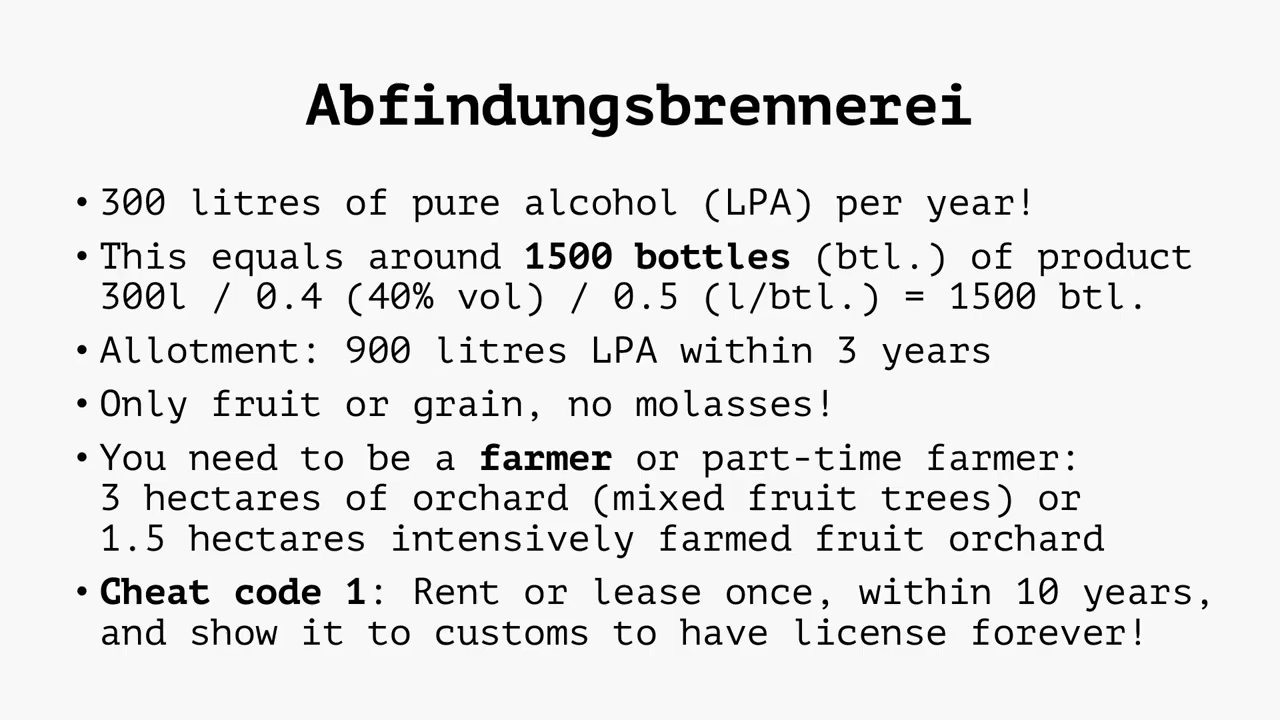 Abfindungsbrennerei
• 300 litres of pure alcohol (LPA) per year!
• This equals around 1500 bottles (btl.) of product
300l / 0.4 (40% vol) / 0.5 (l/btl.) = 1500 btl.
• Allotment: 900 litres LPA within 3 years
• Only fruit or grain, no molasses!
• You need to be a farmer or part-time farmer:
3 hectares of orchard (mixed fruit trees) or
1.5 hectares intensively farmed fruit orchard
• Cheat code 1: Rent or lease once, within 10 years,
and show it to customs to have license forever!